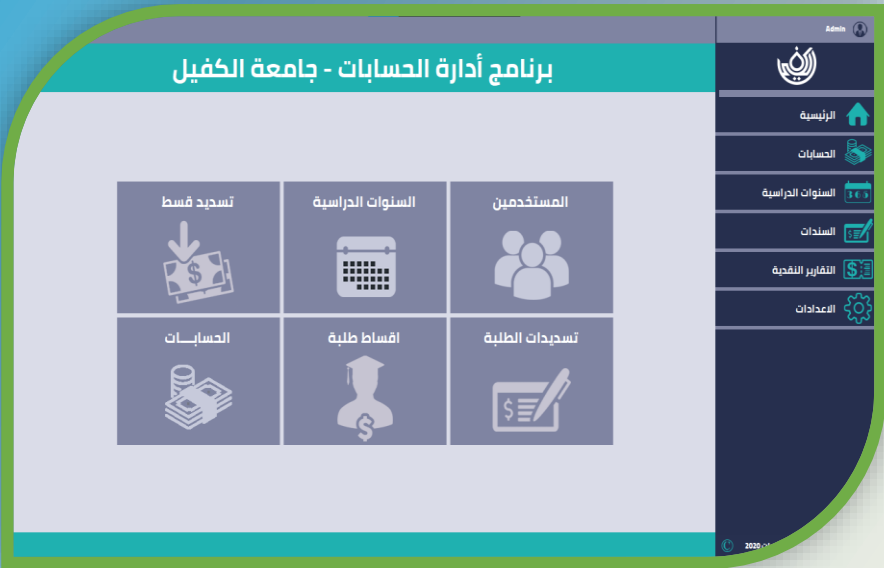 Admin
برنامج أدارة الحسابات - جامعة الكفيل
الرئيسية
الحسابات
365 السنوات الدراسية
السندات
التقارير النقدية
الاعدادات
المستخدمين
السنوات الدراسية
تسديد قسط
تسديدات الطلبة
اقساط طلبة
الحسابـــات
2020